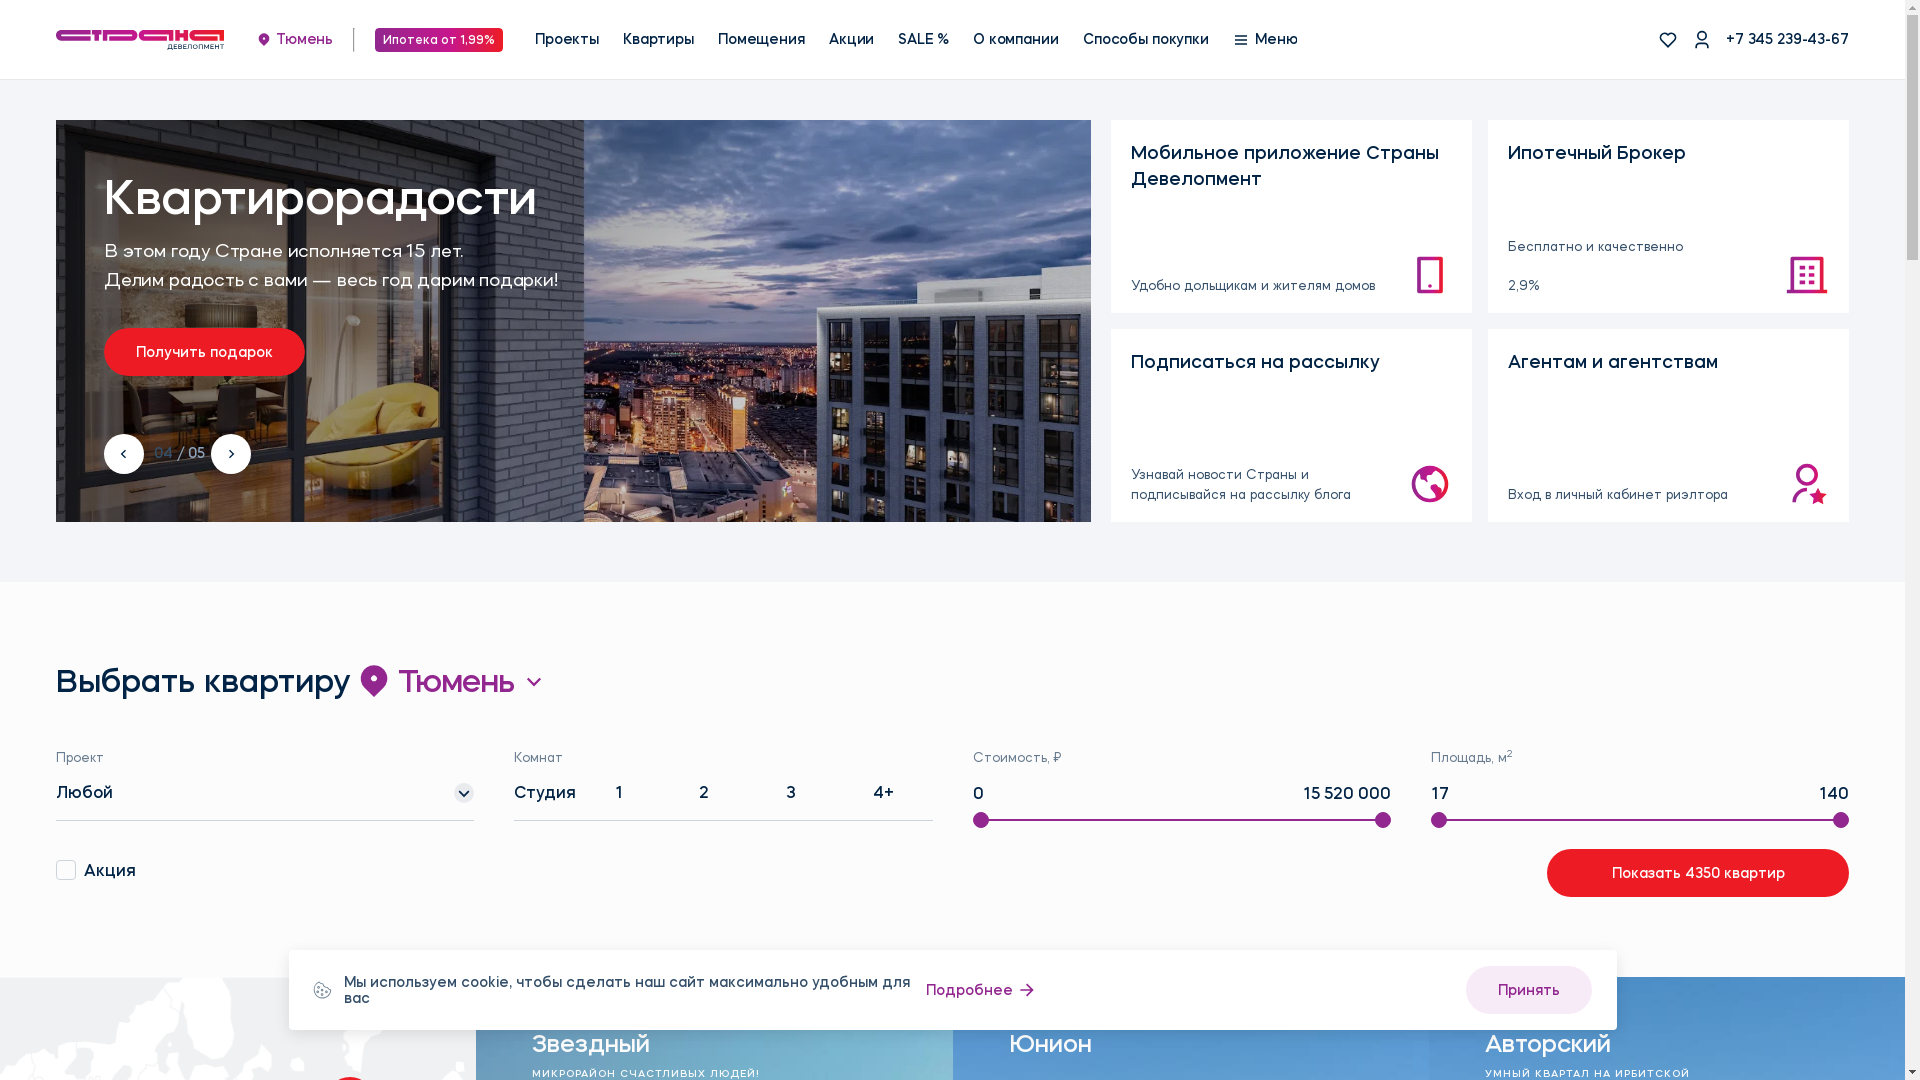 СТРАНА
ДЕВЕЛОПМЕНТ
Тюмень
Ипотека от 1,99%
Проекты
Квартиры
Помещения
Акции
SALE %
О компании
Способы покупки
Меню
+7 345 239-43-67
Квартирорадости
В этом году Стране исполняется 15 лет.
Делим радость с вами — весь год дарим подарки!
Получить подарок
04 / 05
Мобильное приложение Страны
Девелопмент
Удобно дольщикам и жителям домов
Ипотечный Брокер
Бесплатно и качественно
2,9%
Подписаться на рассылку
Узнавай новости Страны и
подписывайся на рассылку блога
Агентам и агентствам
Вход в личный кабинет риэлтора
Выбрать квартиру Тюмень
Проект
Любой
Комнат
Студия 1 2 3 4+
Стоимость, ₽
0 15 520 000
Площадь, м²
17 140
Акция
Показать 4350 квартир
Мы используем cookie, чтобы сделать наш сайт максимально удобным для
вас
Подробнее
Принять
Звездный
МИКРОРАЙОН СЧАСТЛИВЫХ ЛЮДЕЙ!
Юнион
Авторский
УМНЫЙ КВАРТАЛ НА ИРБИТСКОЙ